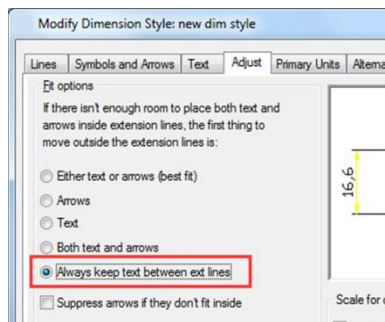 Modify Dimension Style: new dim style
Lines
Symbols and Arrows
Text
Adjust
Primary Units
Fit options
If there isn't enough room to place both text and
arrows inside extension lines, the first thing to
move outside the extension lines is:
Either text or arrows (best fit)
Arrows
Text
Both text and arrows
Always keep text between ext lines
Suppress arrows if they don't fit inside
16,6
Scale for